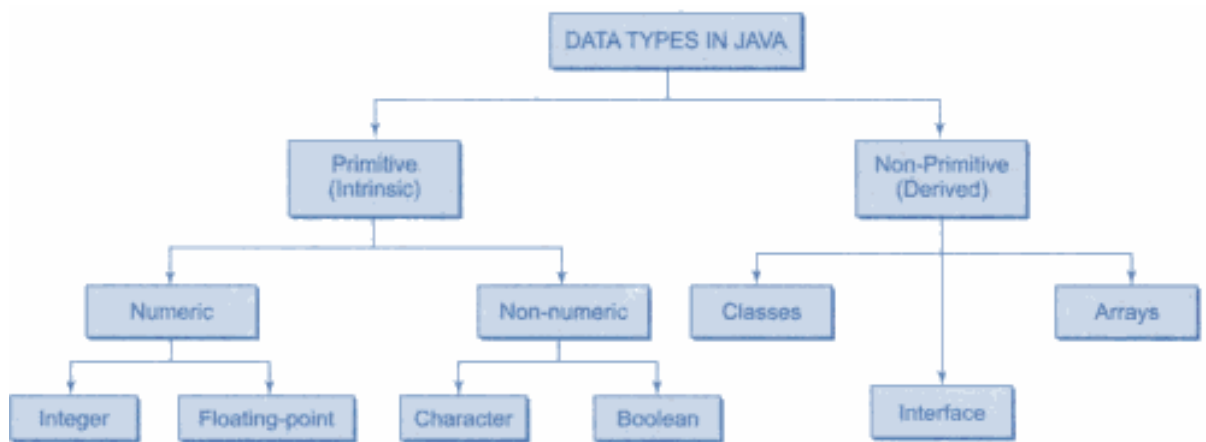 DATA TYPES IN JAVA
Primitive
(Intrinsic)
Non-Primitive
(Derived)
Numeric
Non-numeric
Classes
Arrays
Integer
Floating-point
Character
Boolean
Interface